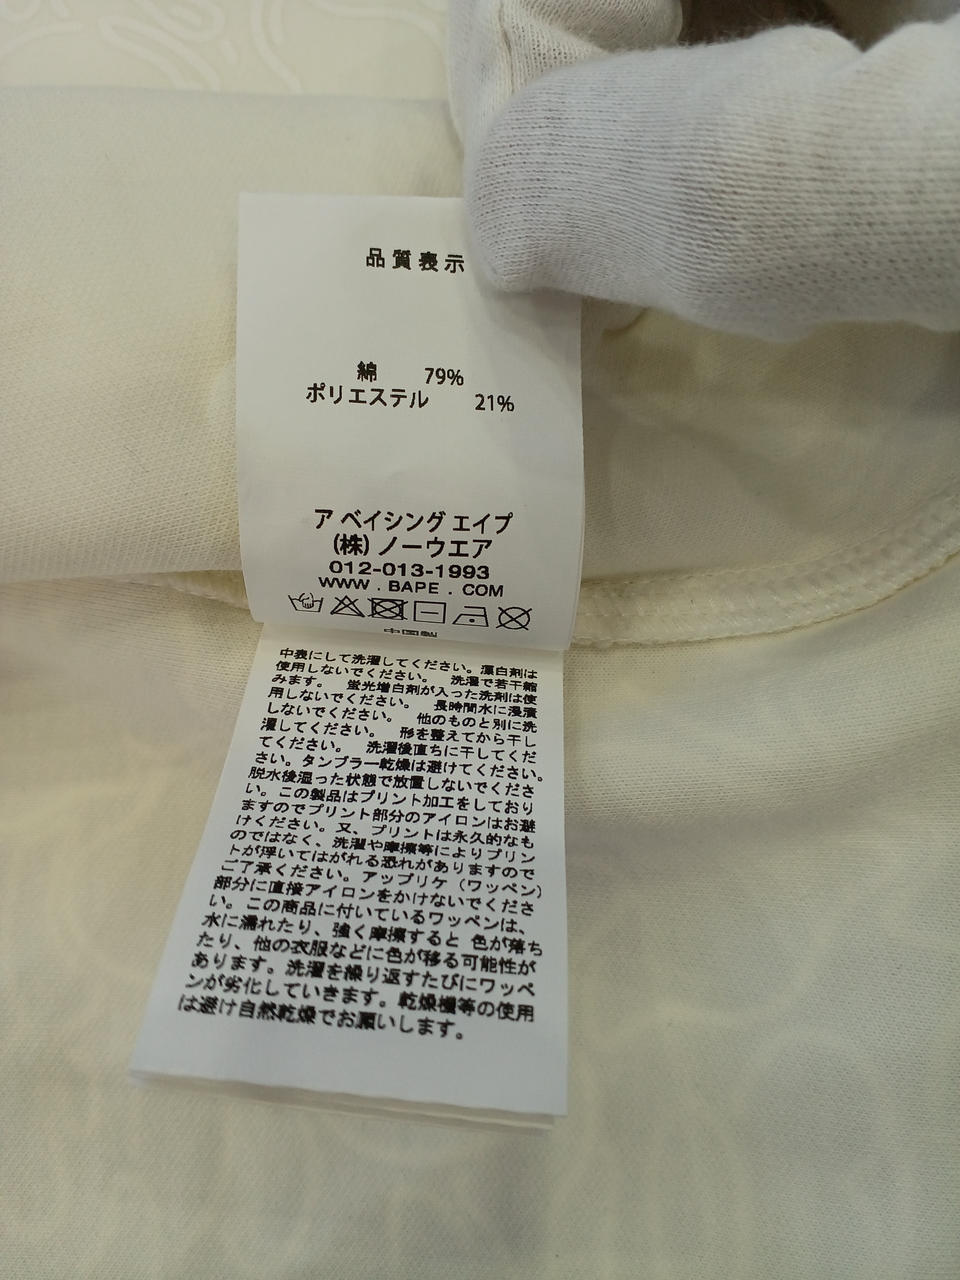 品質表示
綿 79%
ポリエステル 21%
ア ベイシング エイプ
(株) ノーウエア
012-013-1993
WWW . BAPE . COM
中国製
中表にして洗濯してください。漂白剤は
使用しないでください。 洗濯で若干縮
みます。 蛍光増白剤が入った洗剤は使
用しないでください。 長時間水に浸漬
しないでください。 他のものと別に洗
濯してください。 形を整えてから干し
てください。 洗濯後直ちに干してくだ
さい。タンブラー乾燥は避けてください。
脱水後湿った状態で放置しないでくださ
い。この製品はプリント加工をしており
ますのでプリント部分のアイロンはお避
けください。又、プリントは永久的なも
のではなく、洗濯や摩擦等によりプリン
トが浮いてはがれる恐れがありますので
ご了承ください。アップリケ（ワッペン）
部分に直接アイロンをかけないでくださ
い。この商品に付いているワッペンは、
水に濡れたり、強く摩擦すると 色が落ち
たり、他の衣服などに色が移る可能性が
あります。洗濯を繰り返すたびにワッペ
ンが劣化していきます。乾燥機等の使用
は避け自然乾燥でお願いします。